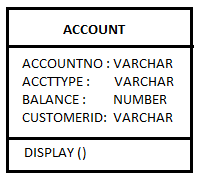 ACCOUNT
ACCOUNTNO : VARCHAR
ACCTTYPE : VARCHAR
BALANCE : NUMBER
CUSTOMERID: VARCHAR
DISPLAY ()